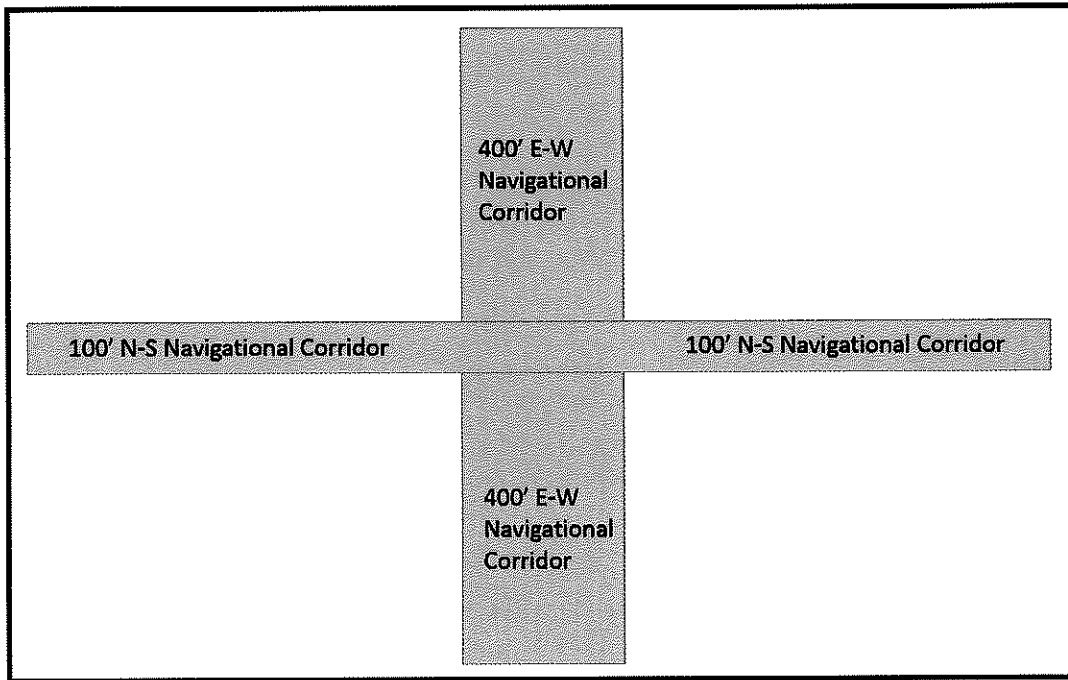 400' E-W
Navigational
Corridor
100' N-S Navigational Corridor
100' N-S Navigational Corridor
400' E-W
Navigational
Corridor